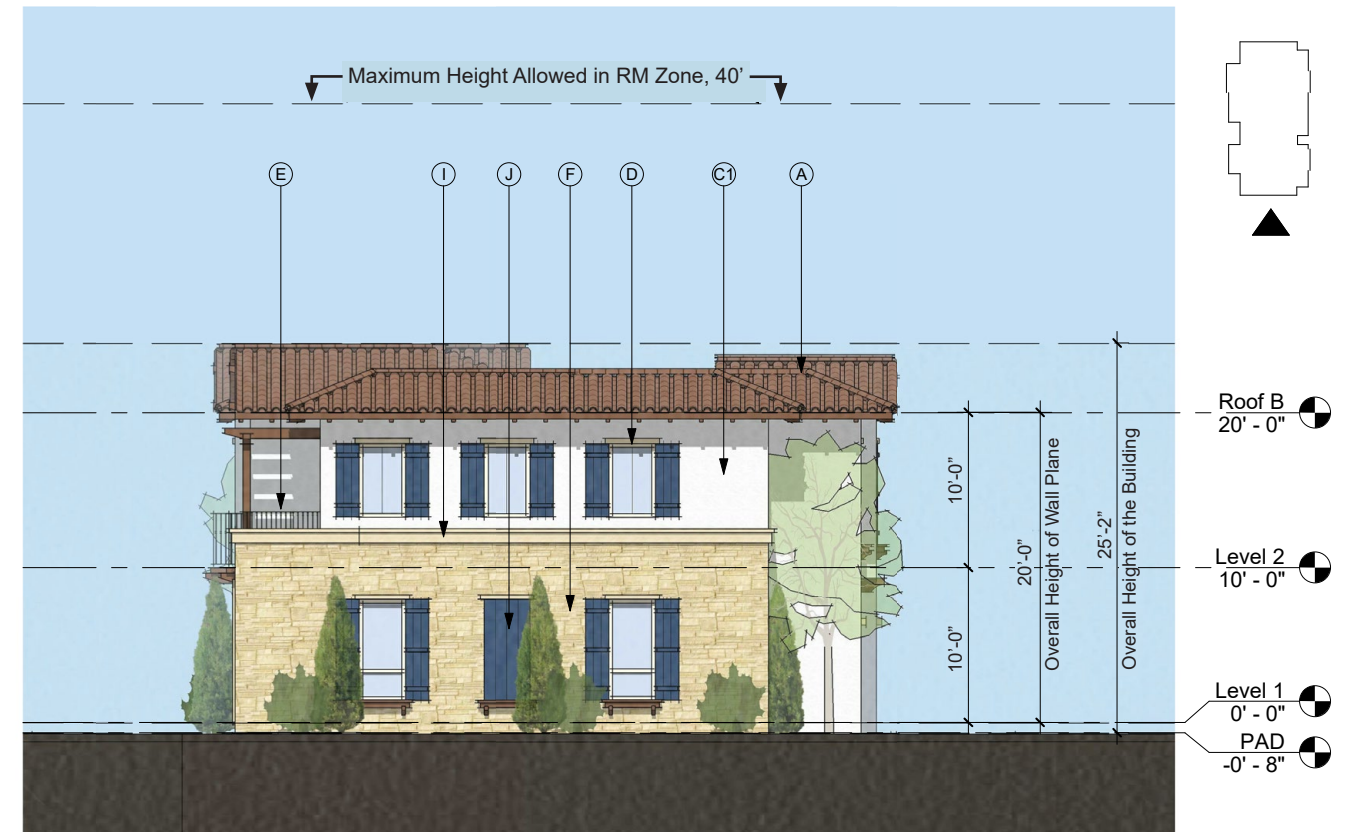 Maximum Height Allowed in RM Zone, 40'
E
I
J
F
D
C1
A
Roof B
20' - 0"
Level 2
10' - 0"
Level 1
0' - 0"
PAD
-0' - 8"
10'-0"
10'-0"
20'-0"
Overall Height of Wall Plane
25'-2"
Overall Height of the Building